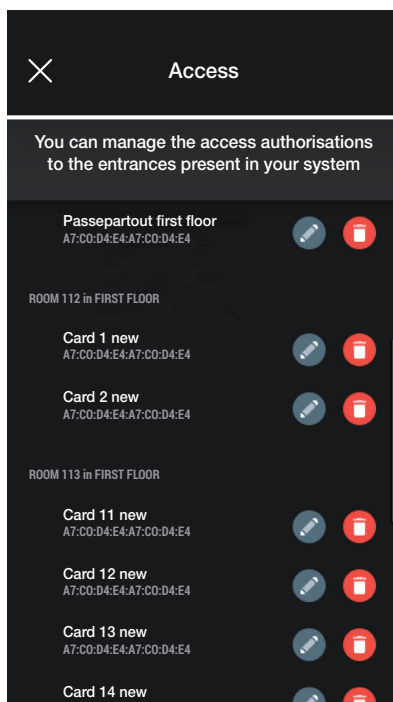 Access
You can manage the access authorisations
to the entrances present in your system
Passepartout first floor
A7:C0:D4:E4:A7:C0:D4:E4
ROOM 112 in FIRST FLOOR
Card 1 new
A7:C0:D4:E4:A7:C0:D4:E4
Card 2 new
A7:C0:D4:E4:A7:C0:D4:E4
ROOM 113 in FIRST FLOOR
Card 11 new
A7:C0:D4:E4:A7:C0:D4:E4
Card 12 new
A7:C0:D4:E4:A7:C0:D4:E4
Card 13 new
A7:C0:D4:E4:A7:C0:D4:E4
Card 14 new